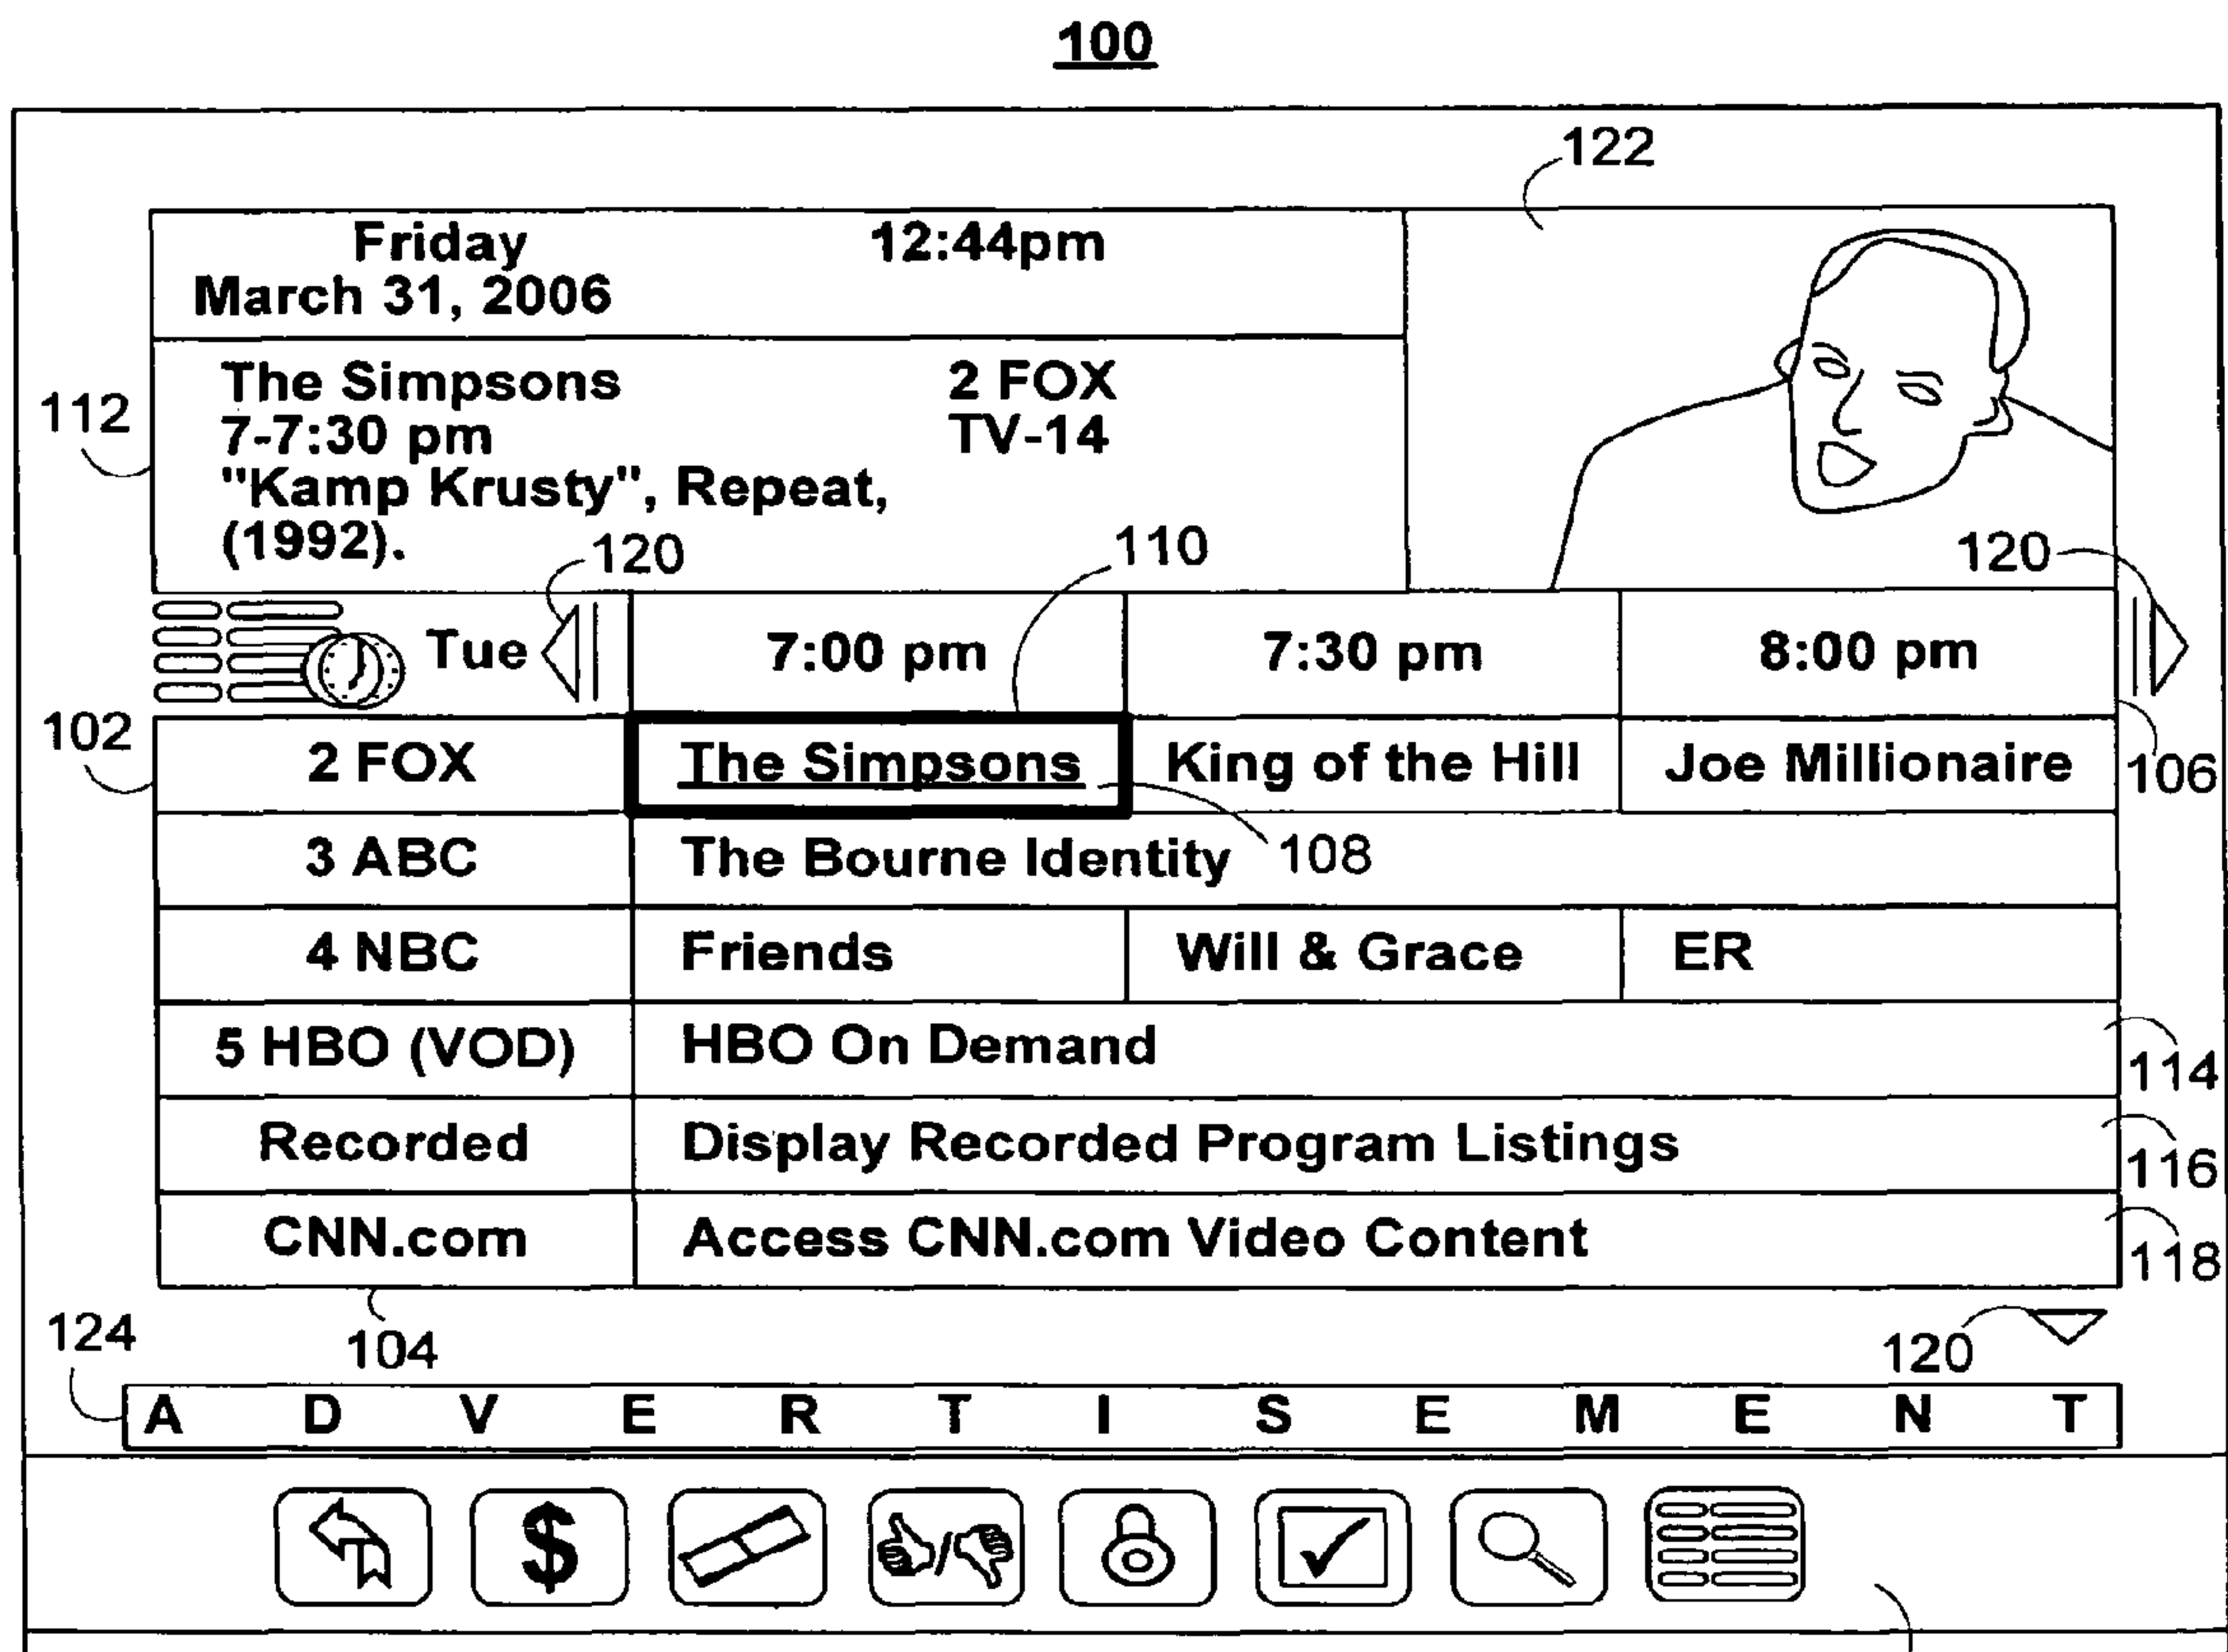 100
122
Friday 12:44pm
March 31, 2006
The Simpsons 2 FOX
112
7-7:30 pm TV-14
"Kamp Krusty", Repeat,
(1992).
120 110 120
Tue 7:00 pm 7:30 pm 8:00 pm
102
2 FOX The Simpsons King of the Hill Joe Millionaire
106
3 ABC The Bourne Identity 108
4 NBC Friends Will & Grace ER
5 HBO (VOD) HBO On Demand
114
Recorded Display Recorded Program Listings
116
CNN.com Access CNN.com Video Content
118
124 104 120
A D V E R T I S E M E N T
$